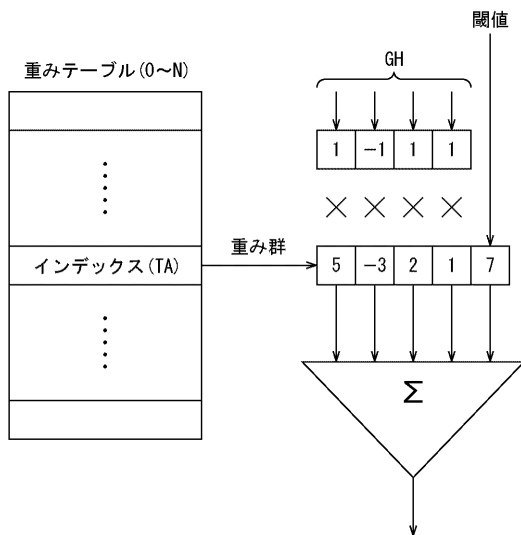 閾値
重みテーブル(0～N)
GH
1 -1 1 1
× × × ×
インデックス(TA)
重み群
5 -3 2 1 7
Σ